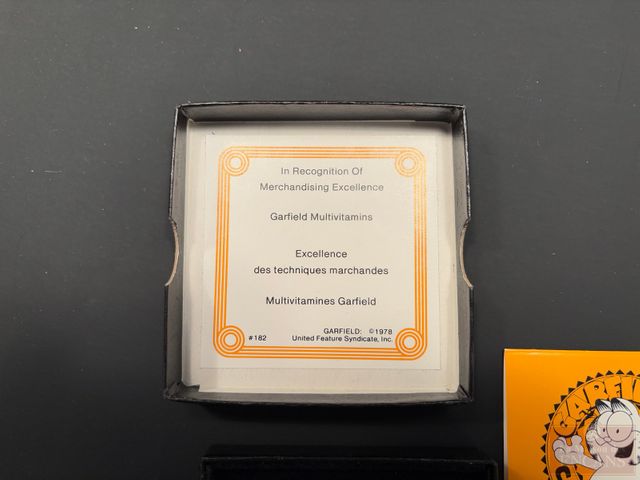 In Recognition Of
Merchandising Excellence
Garfield Multivitamins
Excellence
des techniques marchandes
Multivitamines Garfield
GARFIELD: ©1978
#182 United Feature Syndicate, Inc.